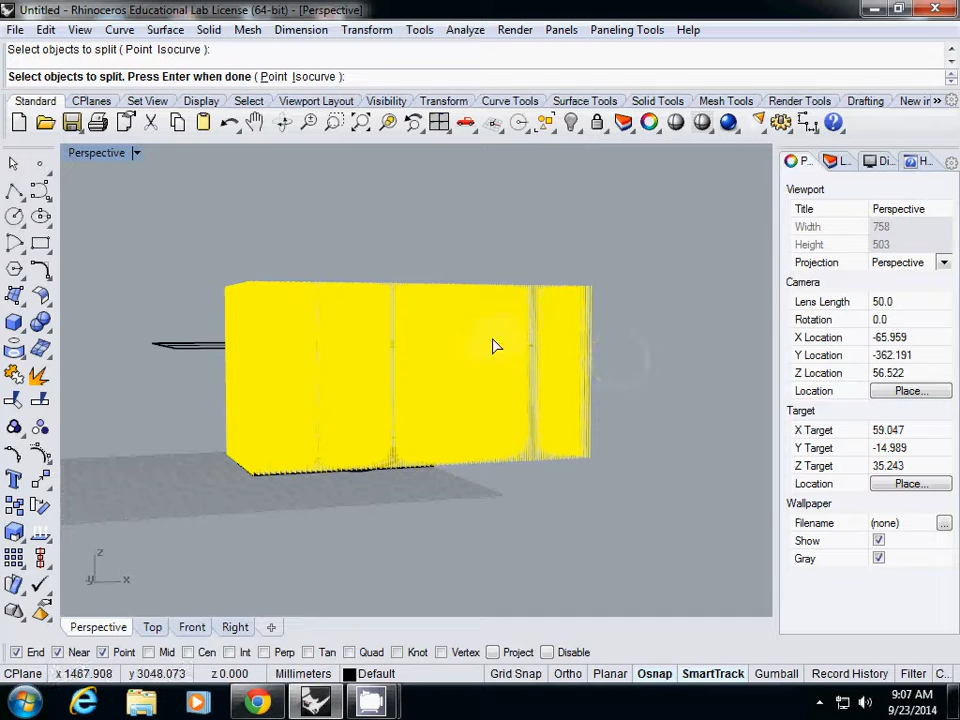 Untitled - Rhinoceros Educational Lab License (64-bit) - [Perspective]
File Edit View Curve Surface Solid Mesh Dimension Transform Tools Analyze Render Panels Paneling Tools Help
Select objects to split ( Point Isocurve ):
Select objects to split. Press Enter when done ( Point Isocurve ):
Standard CPlanes Set View Display Select Viewport Layout Visibility Transform Curve Tools Surface Tools Solid Tools Mesh Tools Render Tools Drafting New in »
Perspective
P... L... Di... H...
Viewport
Title Perspective
Width 758
Height 503
Projection Perspective
Camera
Lens Length 50.0
Rotation 0.0
X Location -65.959
Y Location -362.191
Z Location 56.522
Location Place...
Target
X Target 59.047
Y Target -14.989
Z Target 35.243
Location Place...
Wallpaper
Filename (none) ...
Show
Gray
z
y x
Perspective Top Front Right
End Near Point Mid Cen Int Perp Tan Quad Knot Vertex Project Disable
CPlane x 1467.908 y 3048.073 z 0.000 Millimeters Default Grid Snap Ortho Planar Osnap SmartTrack Gumball Record History Filter C...
9:07 AM
9/23/2014